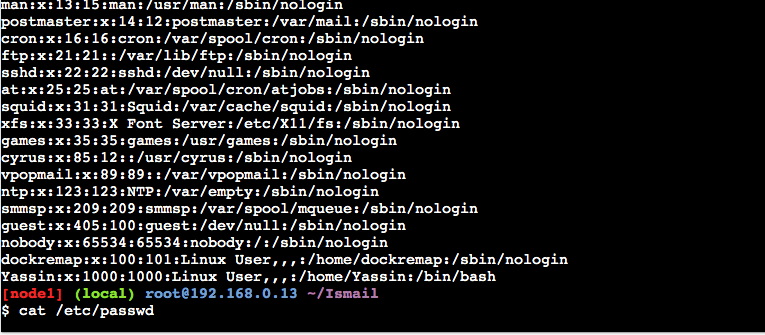 man:x:13:15:man:/usr/man:/sbin/nologin
postmaster:x:14:12:postmaster:/var/mail:/sbin/nologin
cron:x:16:16:cron:/var/spool/cron:/sbin/nologin
ftp:x:21:21::/var/lib/ftp:/sbin/nologin
sshd:x:22:22:sshd:/dev/null:/sbin/nologin
at:x:25:25:at:/var/spool/cron/atjobs:/sbin/nologin
squid:x:31:31:Squid:/var/cache/squid:/sbin/nologin
xfs:x:33:33:X Font Server:/etc/X11/fs:/sbin/nologin
games:x:35:35:games:/usr/games:/sbin/nologin
cyrus:x:85:12::/usr/cyrus:/sbin/nologin
vpopmail:x:89:89::/var/vpopmail:/sbin/nologin
ntp:x:123:123:NTP:/var/empty:/sbin/nologin
smmsp:x:209:209:smmsp:/var/spool/mqueue:/sbin/nologin
guest:x:405:100:guest:/dev/null:/sbin/nologin
nobody:x:65534:65534:nobody:/:/sbin/nologin
dockremap:x:100:101:Linux User,,,:/home/dockremap:/sbin/nologin
Yassin:x:1000:1000:Linux User,,,:/home/Yassin:/bin/bash
[node1] (local) root@192.168.0.13 ~/Ismail
$ cat /etc/passwd